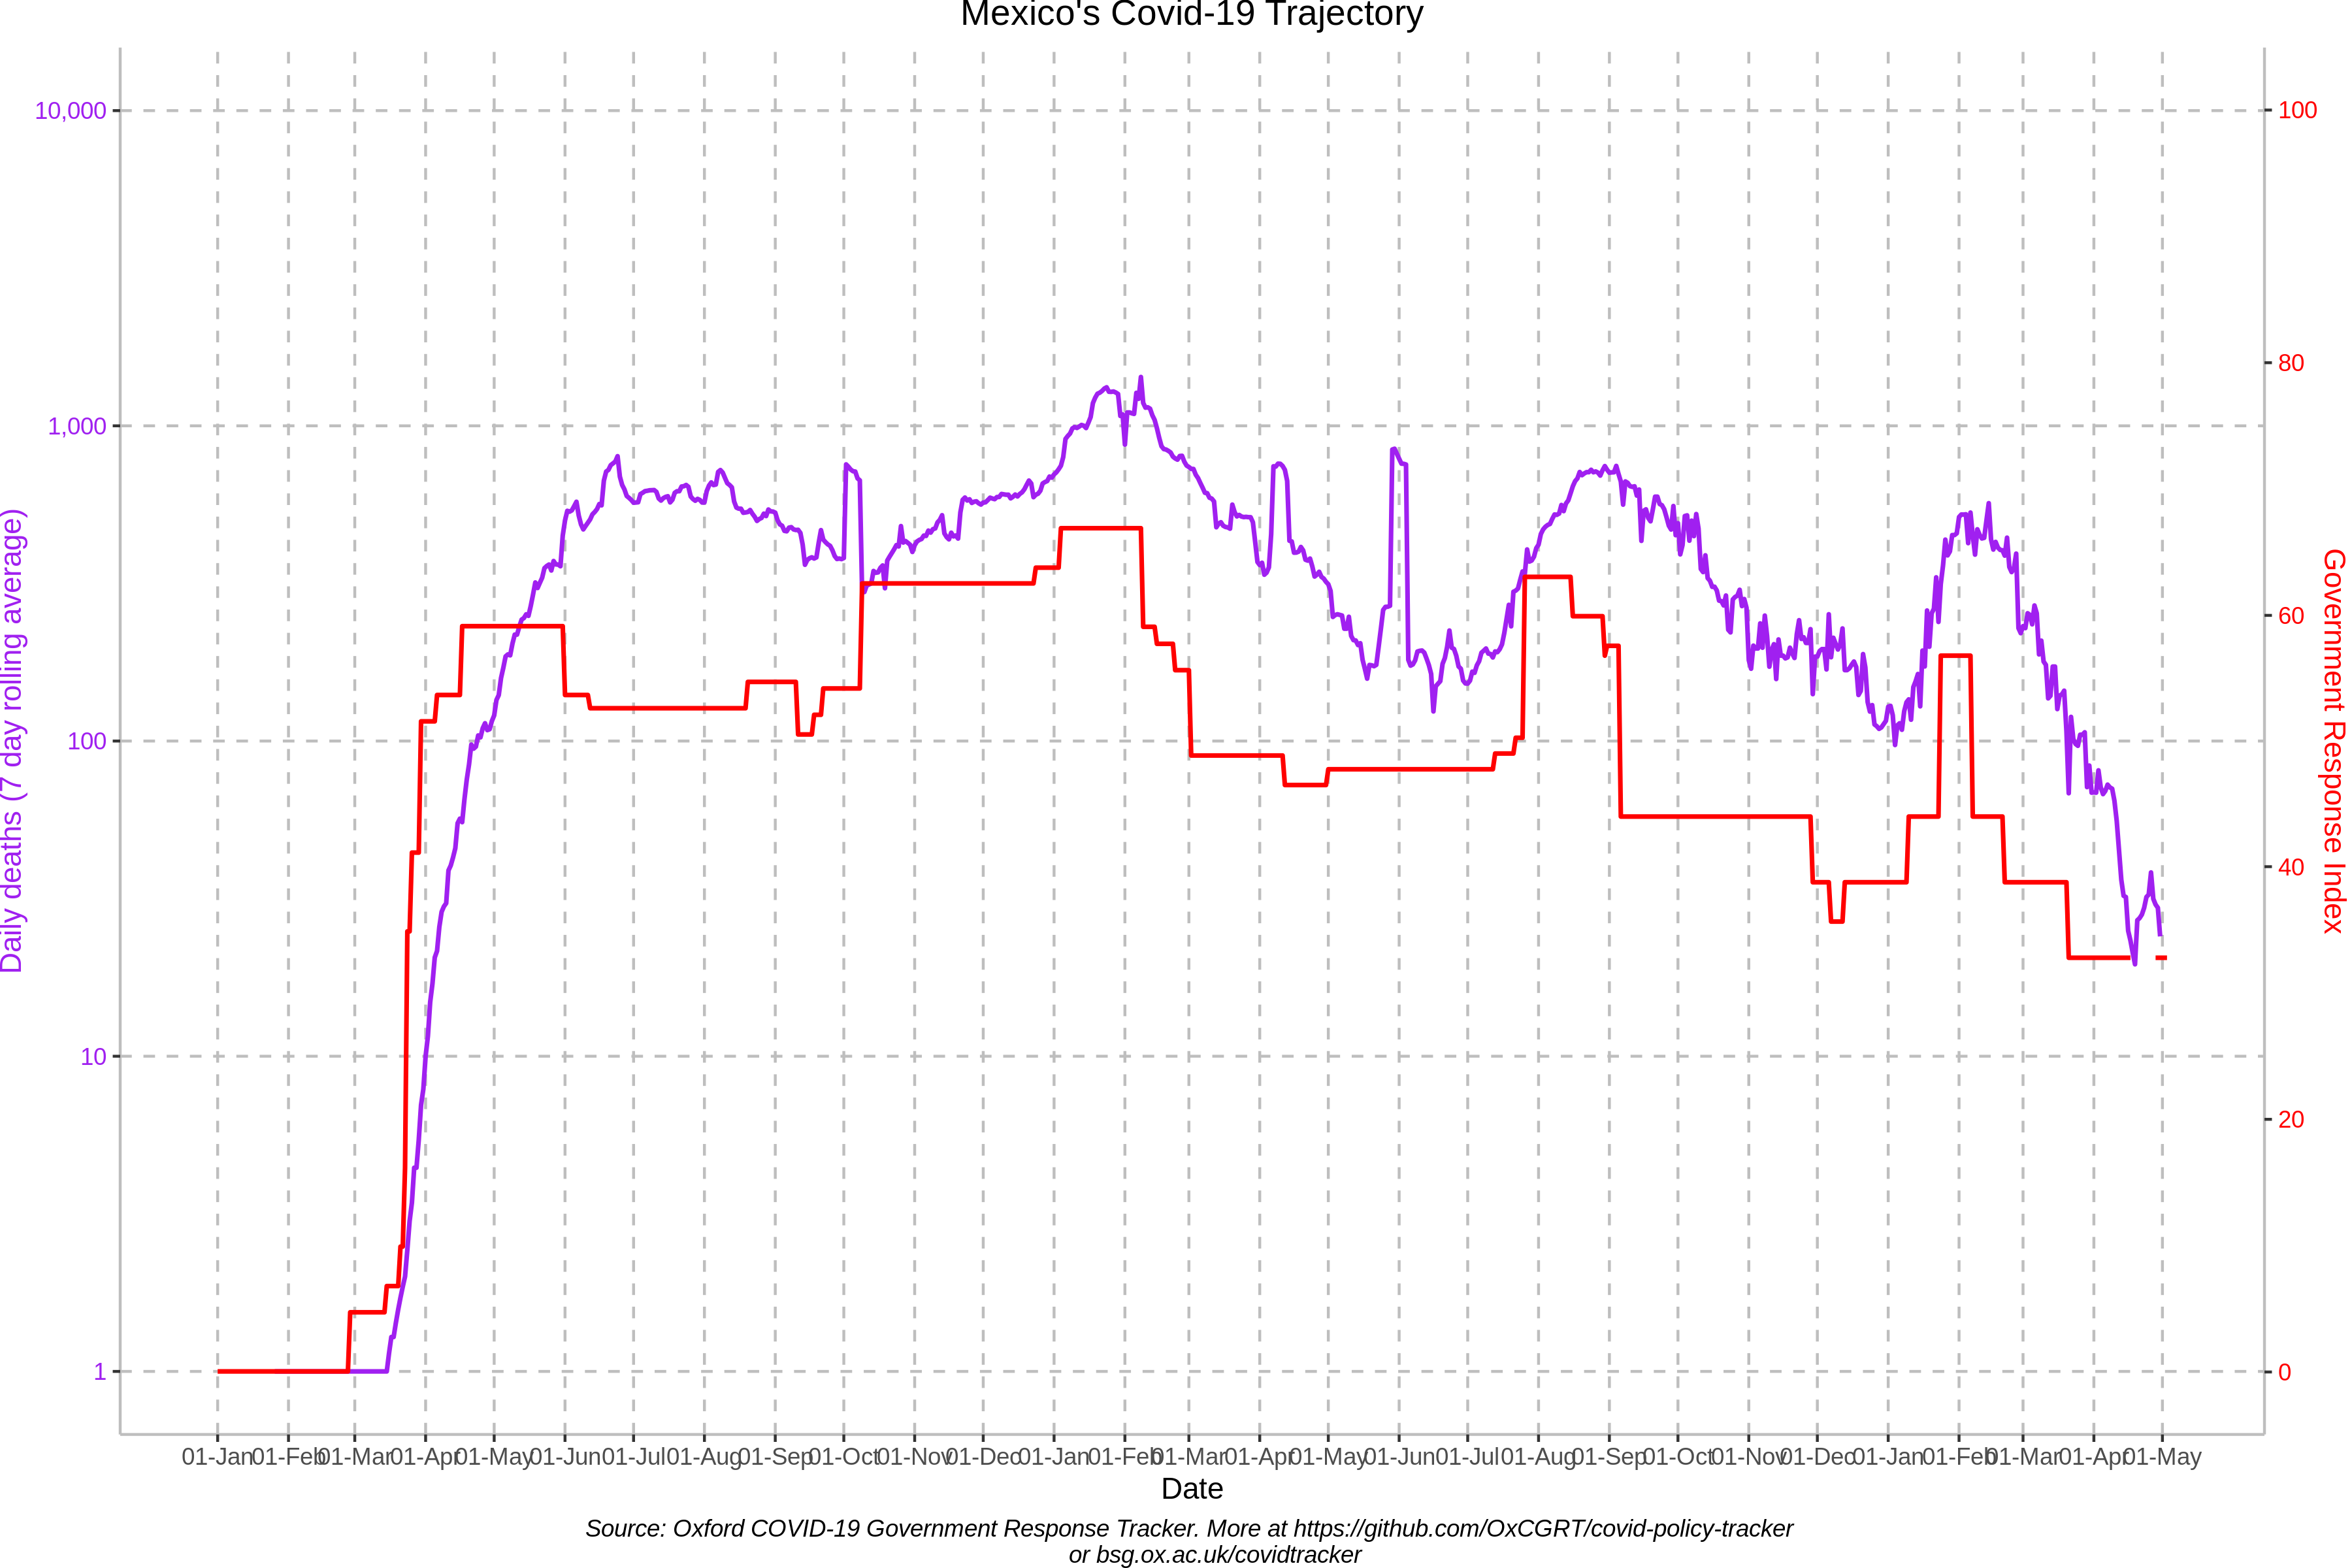 Mexico's Covid-19 Trajectory
10,000
1,000
100
10
1
Daily deaths (7 day rolling average)
100
80
60
40
20
0
Government Response Index
01-Jan 01-Feb 01-Mar 01-Apr 01-May 01-Jun 01-Jul 01-Aug 01-Sep 01-Oct 01-Nov 01-Dec 01-Jan 01-Feb 01-Mar 01-Apr 01-May 01-Jun 01-Jul 01-Aug 01-Sep 01-Oct 01-Nov 01-Dec 01-Jan 01-Feb 01-Mar 01-Apr 01-May
Date
Source: Oxford COVID-19 Government Response Tracker. More at https://github.com/OxCGRT/covid-policy-tracker
or bsg.ox.ac.uk/covidtracker